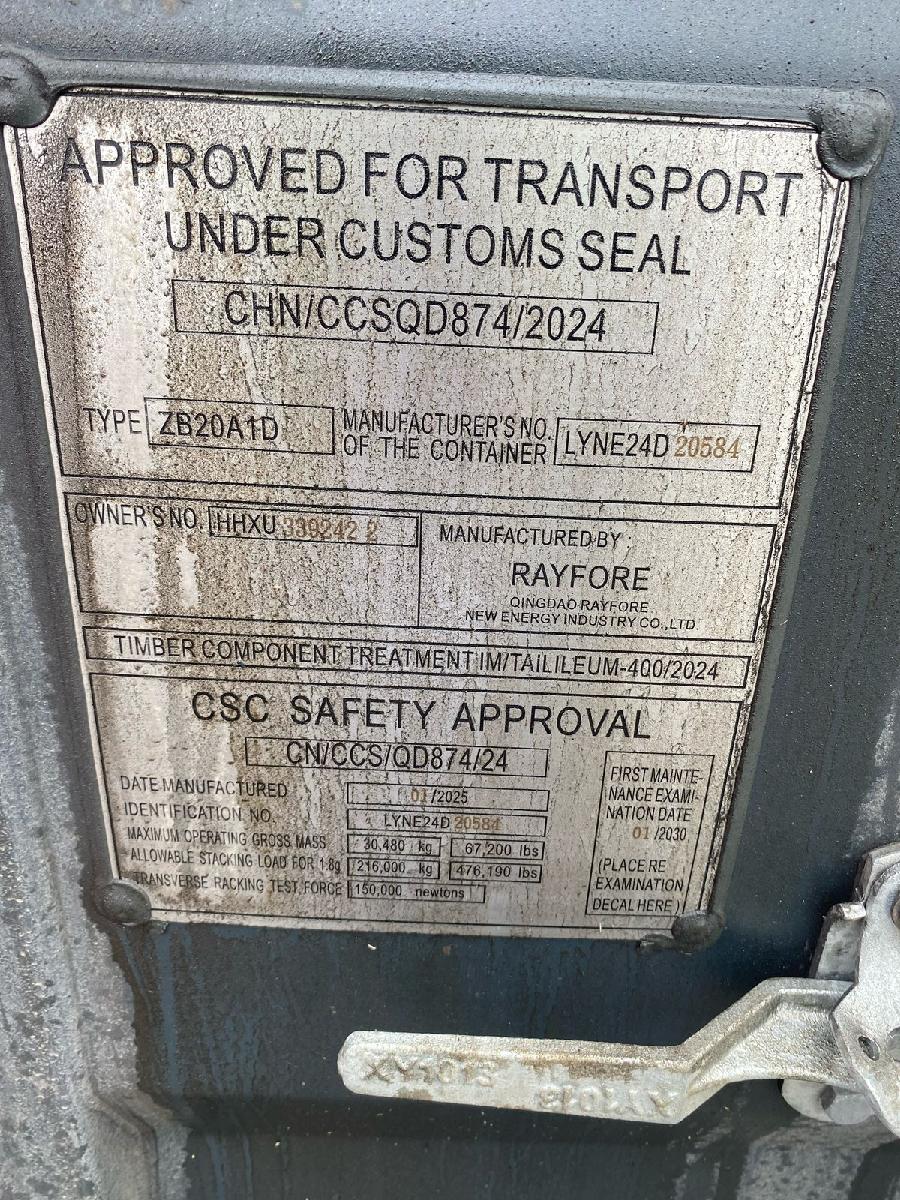 APPROVED FOR TRANSPORT
UNDER CUSTOMS SEAL
CHN/CCSQD874/2024
TYPE ZB20A1D
MANUFACTURER'S NO.
OF THE CONTAINER
LYNE24D 20584
OWNER'S NO. HHXU 339242 2
MANUFACTURED BY:
RAYFORE
QINGDAO RAYFORE
NEW ENERGY INDUSTRY CO.,LTD
TIMBER COMPONENT TREATMENT IM/TAILILEUM-400/2024
CSC SAFETY APPROVAL
CN/CCS/QD874/24
DATE MANUFACTURED 01/2025
IDENTIFICATION NO. LYNE24D 20584
MAXIMUM OPERATING GROSS MASS 30,480 kg 67,200 lbs
ALLOWABLE STACKING LOAD FOR 1.8g 216,000 kg 476,190 lbs
TRANSVERSE RACKING TEST FORCE 150,000 newtons
FIRST MAINTE-
NANCE EXAMI-
NATION DATE
01 /2030
(PLACE RE
EXAMINATION
DECAL HERE)
XY1013